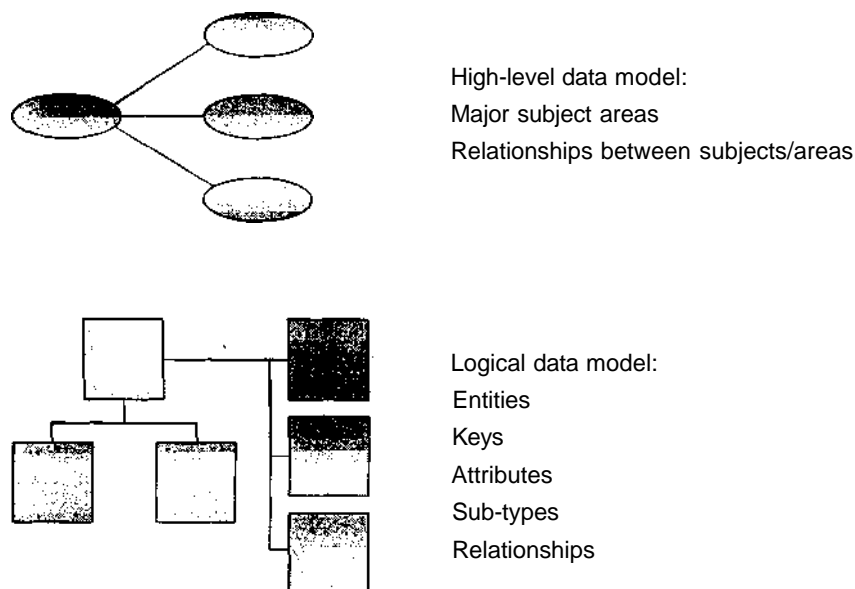 High-level data model:
Major subject areas
Relationships between subjects/areas
Logical data model:
Entities
Keys
Attributes
Sub-types
Relationships